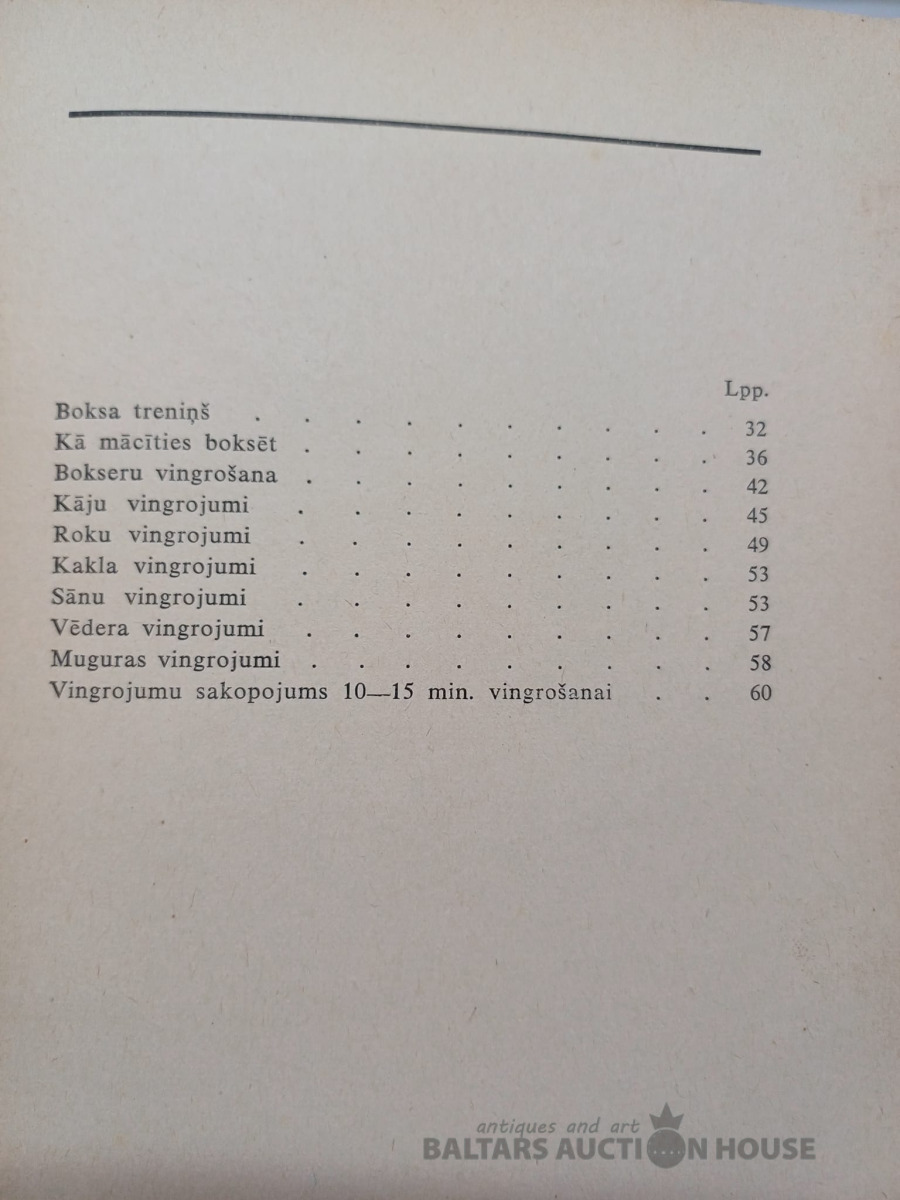 Lpp.
Boksa treniņš . . . . . . . . . . 32
Kā mācīties boksēt . . . . . . . . . 36
Bokseru vingrošana . . . . . . . . . 42
Kāju vingrojumi . . . . . . . . . 45
Roku vingrojumi . . . . . . . . . 49
Kakla vingrojumi . . . . . . . . . 53
Sānu vingrojumi . . . . . . . . . 53
Vēdera vingrojumi . . . . . . . . . 57
Muguras vingrojumi . . . . . . . . . 58
Vingrojumu sakopojums 10—15 min. vingrošanai . . 60
antiques and art
BALTARS AUCTION HOUSE